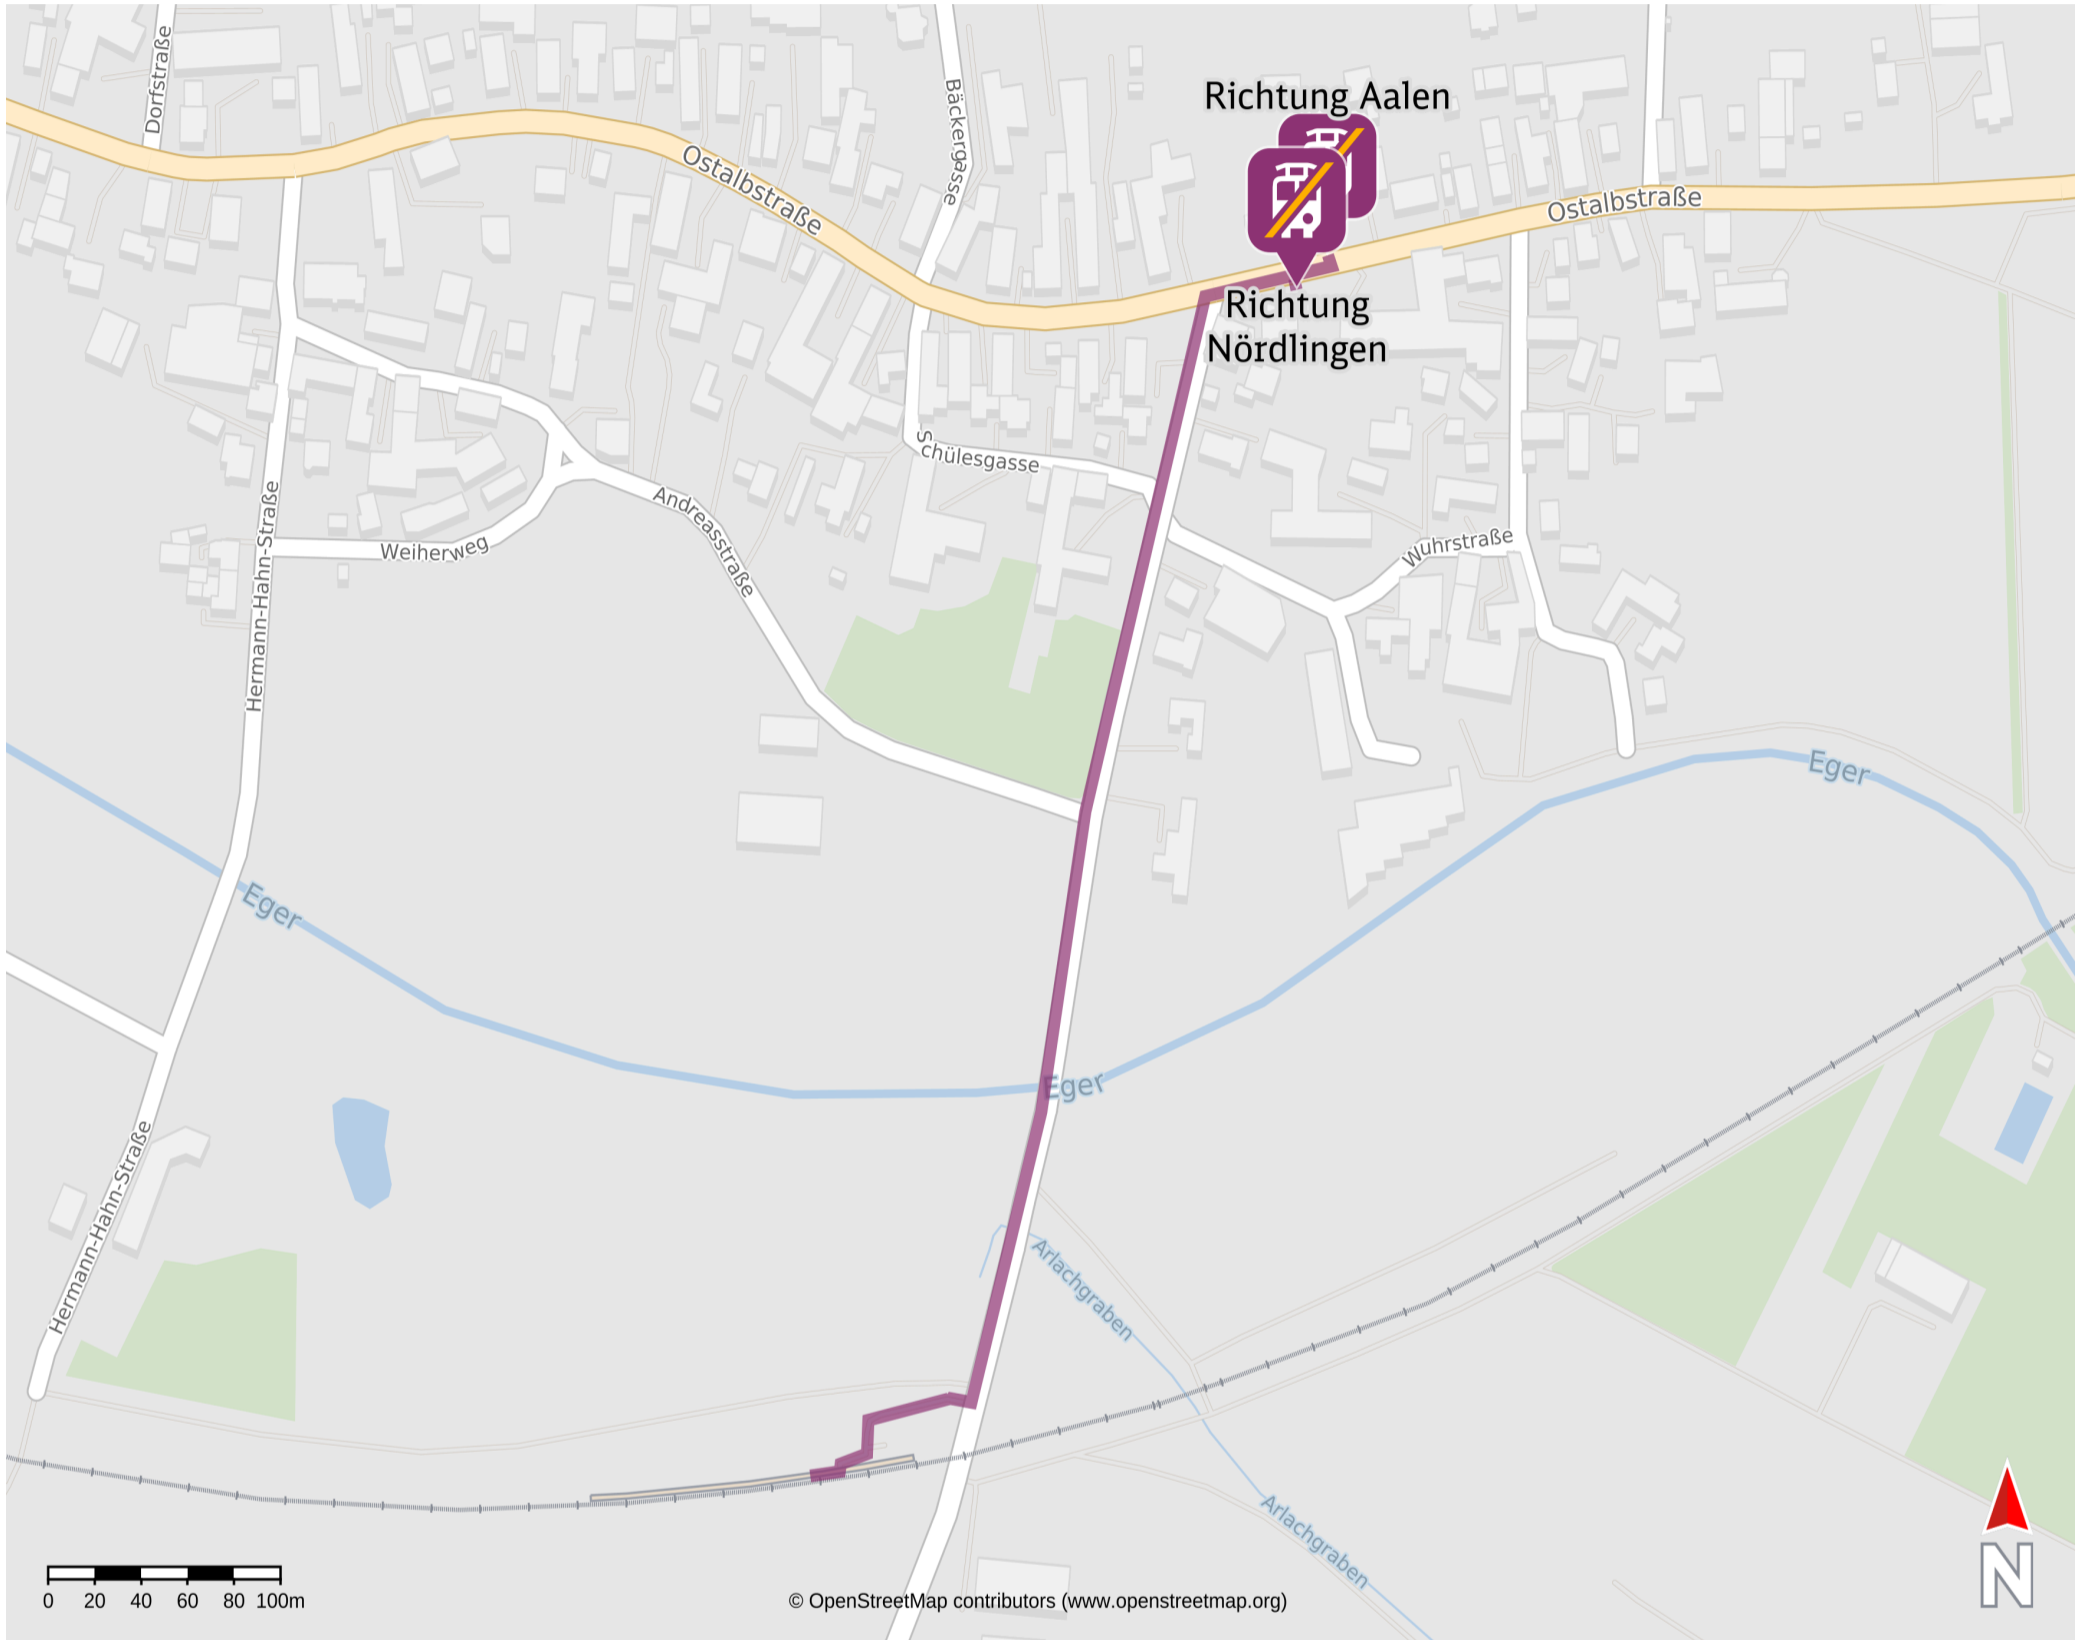 Dorfstraße
Bäckergasse
Richtung Aalen
Ostalbstraße
Ostalbstraße
Richtung
Nördlingen
Schülesgasse
Hermann-Hahn-Straße
Weiherweg
Andreasstraße
Wuhrstraße
Eger
Eger
Eger
Hermann-Hahn-Straße
Arlachgraben
Arlachgraben
0 20 40 60 80 100m
© OpenStreetMap contributors (www.openstreetmap.org)
N